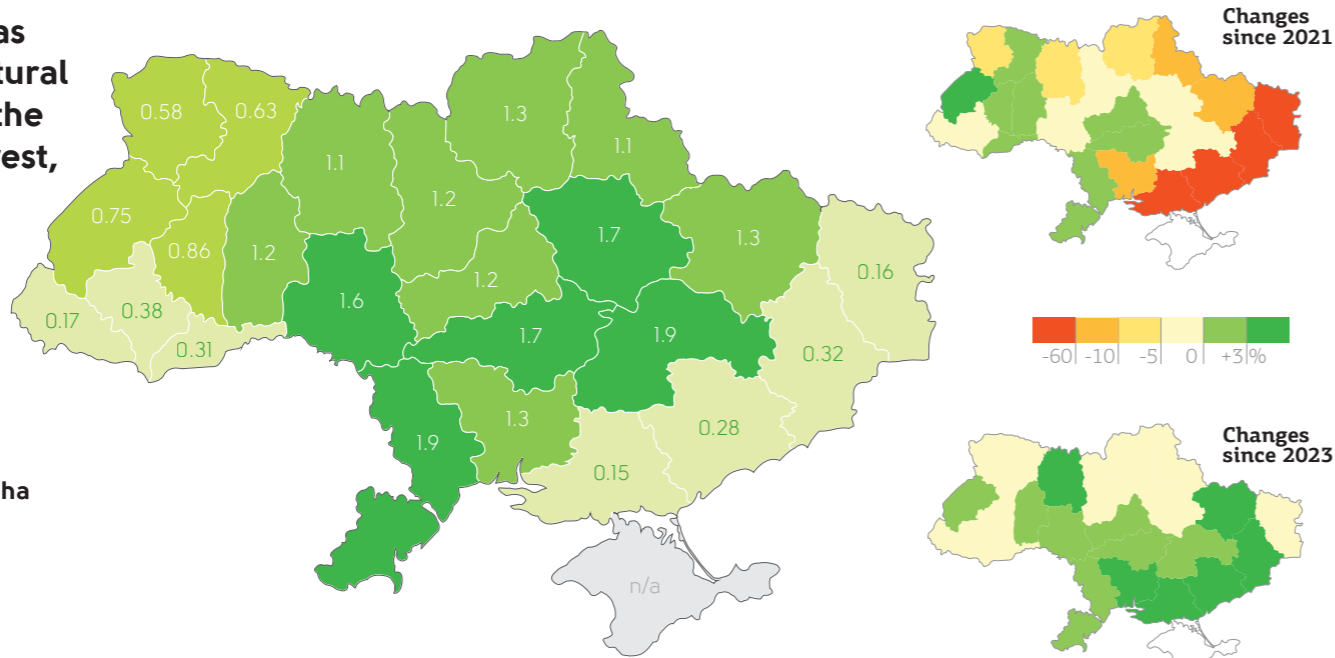 as
tural
the
est,
ha
0.58
0.63
1.1
1.3
1.1
1.2
0.75
0.86
1.2
1.7
1.3
0.16
1.2
1.6
0.38
0.17
0.31
1.7
1.9
0.32
1.3
1.9
0.28
0.15
n/a
Changes
since 2021
-60 -10 -5 0 +3 %
Changes
since 2023